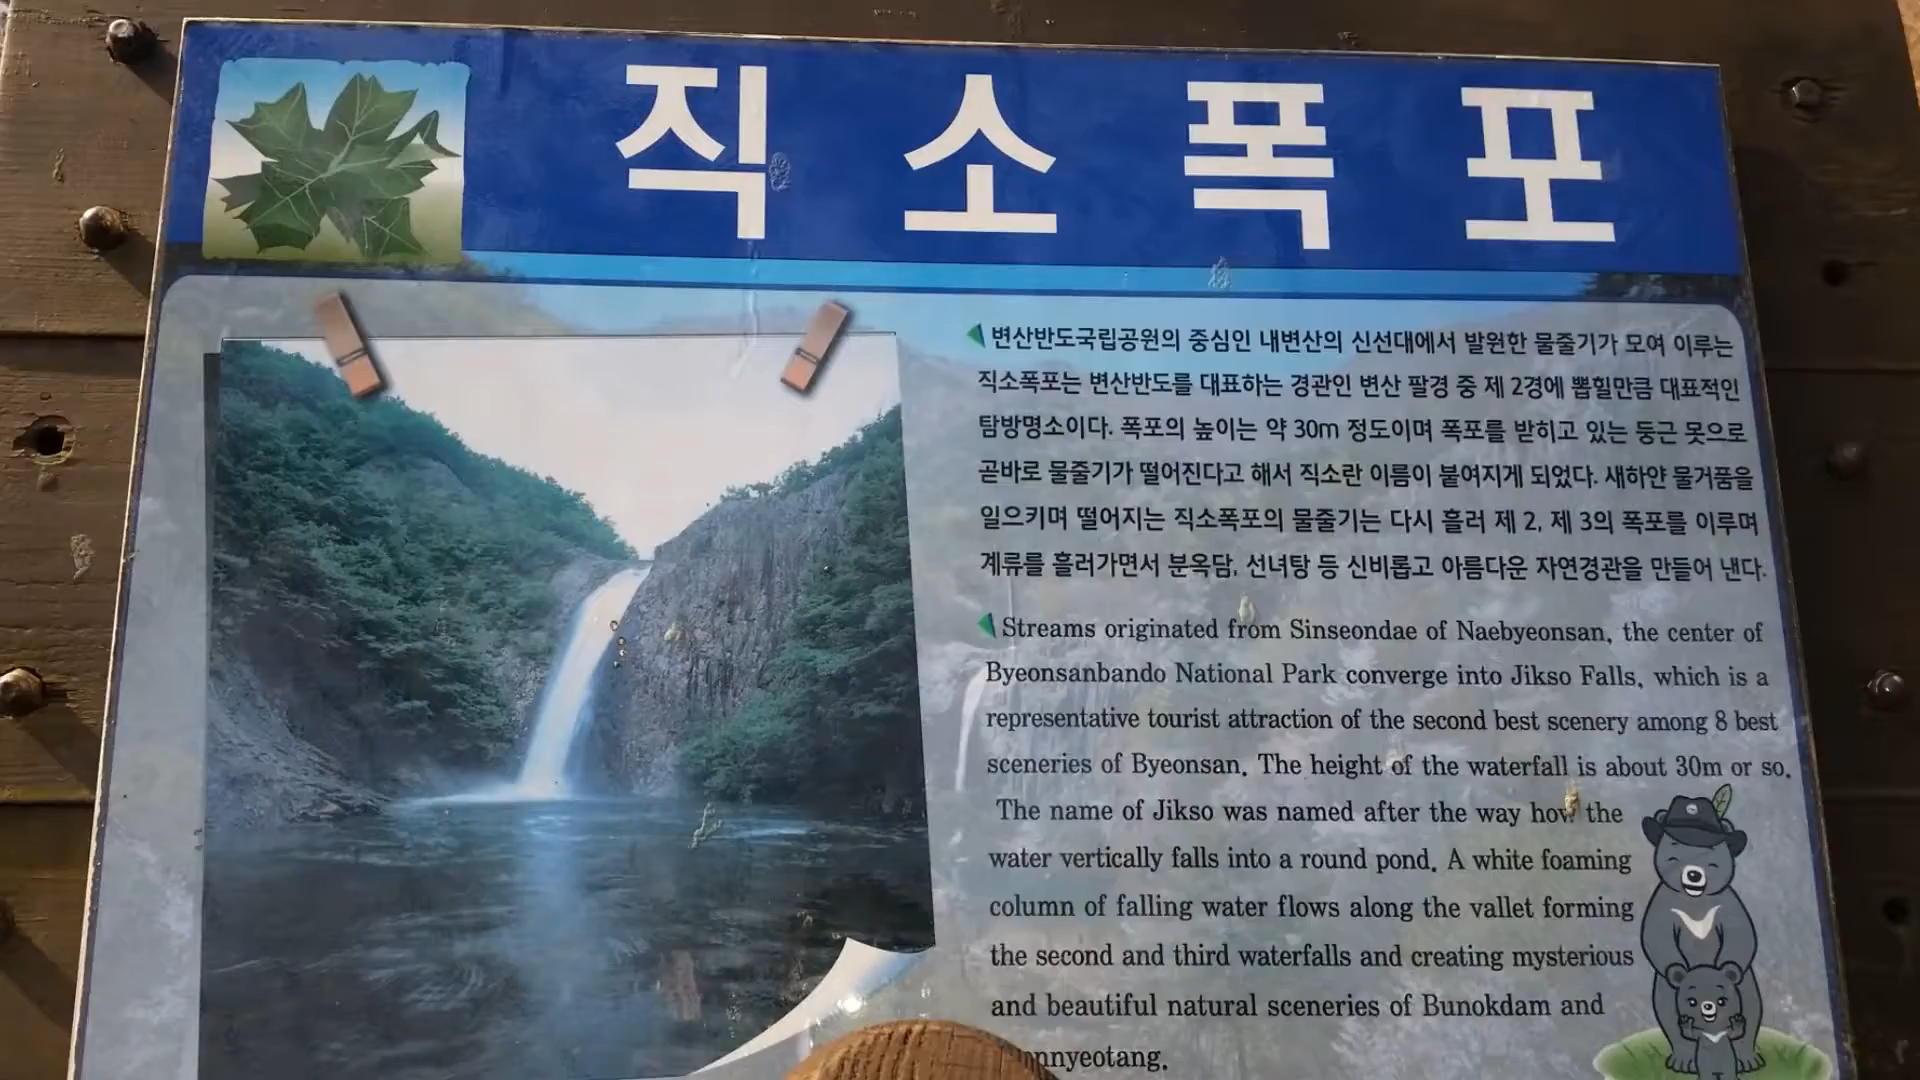 직소폭포
변산반도국립공원의 중심인 내변산의 신선대에서 발원한 물줄기가 모여 이루는
직소폭포는 변산반도를 대표하는 경관인 변산 팔경 중 제 2경에 뽑힐만큼 대표적인
탐방명소이다. 폭포의 높이는 약 30m 정도이며 폭포를 받히고 있는 둥근 못으로
곧바로 물줄기가 떨어진다고 해서 직소란 이름이 붙여지게 되었다. 새하얀 물거품을
일으키며 떨어지는 직소폭포의 물줄기는 다시 흘러 제 2, 제 3의 폭포를 이루며
계류를 흘러가면서 분옥담, 선녀탕 등 신비롭고 아름다운 자연경관을 만들어 낸다.
Streams originated from Sinseondae of Naebyeonsan, the center of
Byeonsanbando National Park converge into Jikso Falls, which is a
representative tourist attraction of the second best scenery among 8 best
sceneries of Byeonsan. The height of the waterfall is about 30m or so.
The name of Jikso was named after the way how the
water vertically falls into a round pond. A white foaming
column of falling water flows along the vallet forming
the second and third waterfalls and creating mysterious
and beautiful natural sceneries of Bunokdam and